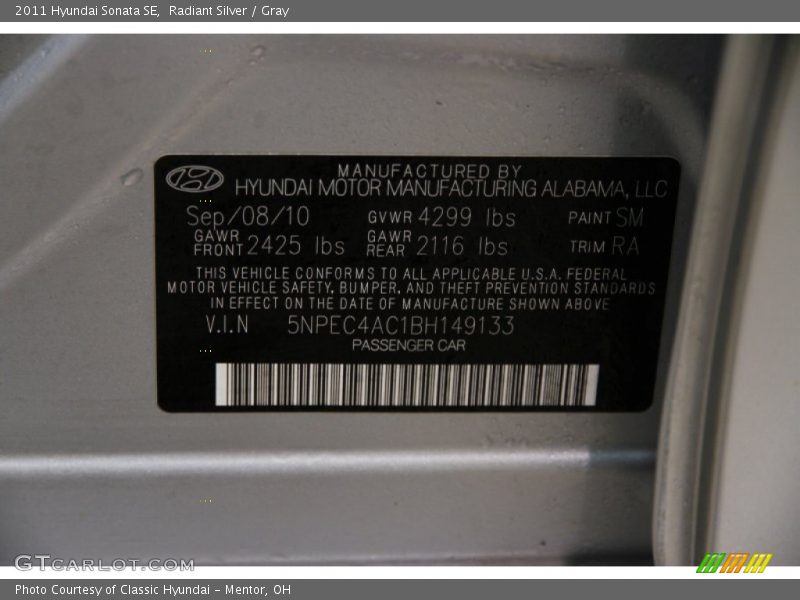 2011 Hyundai Sonata SE, Radiant Silver / Gray
MANUFACTURED BY
HYUNDAI MOTOR MANUFACTURING ALABAMA, LLC
Sep/08/10 GVWR 4299 lbs PAINT SM
GAWR FRONT 2425 lbs GAWR REAR 2116 lbs TRIM RA
THIS VEHICLE CONFORMS TO ALL APPLICABLE U.S.A. FEDERAL
MOTOR VEHICLE SAFETY, BUMPER, AND THEFT PREVENTION STANDARDS
IN EFFECT ON THE DATE OF MANUFACTURE SHOWN ABOVE
V.I.N 5NPEC4AC1BH149133
PASSENGER CAR
GTcarlot.com
Photo Courtesy of Classic Hyundai - Mentor, OH